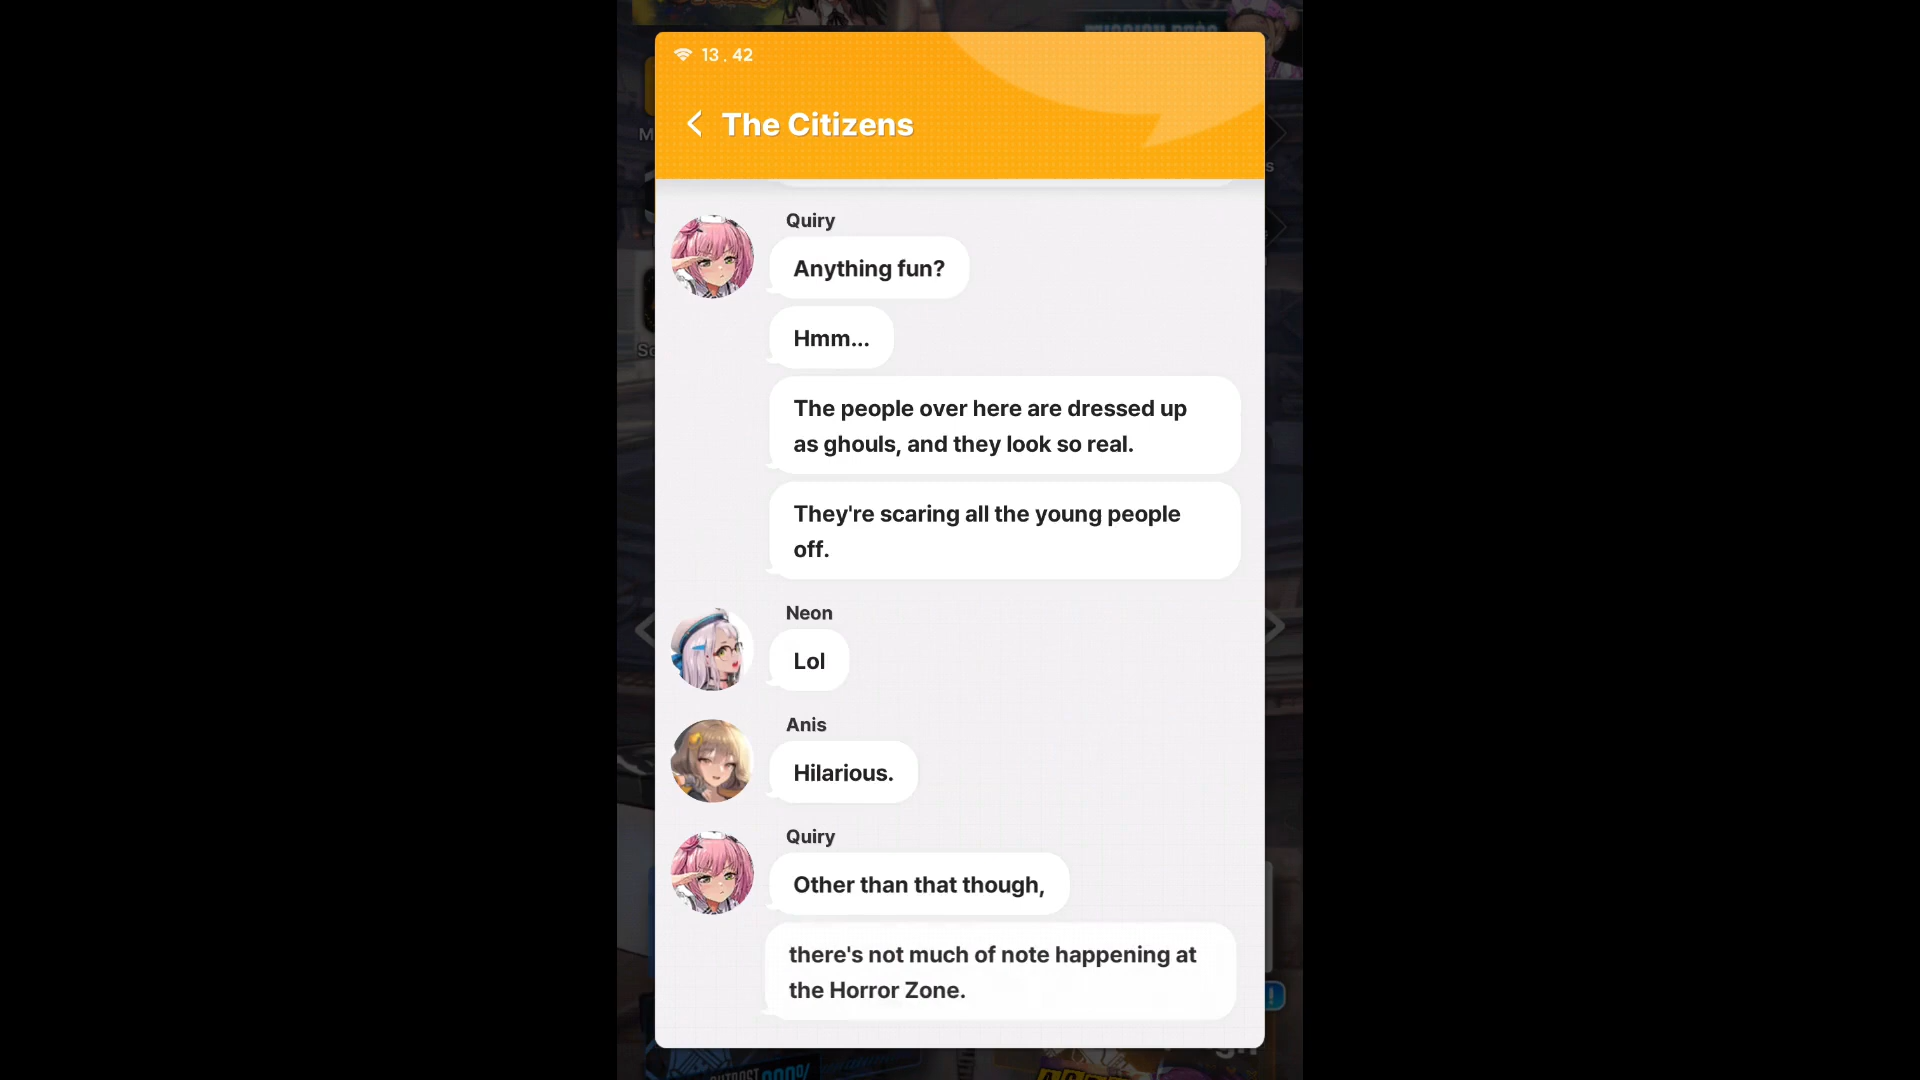 13 . 42
The Citizens
Quiry
Anything fun?
Hmm...
The people over here are dressed up
as ghouls, and they look so real.
They're scaring all the young people
off.
Neon
Lol
Anis
Hilarious.
Quiry
Other than that though,
there's not much of note happening at
the Horror Zone.